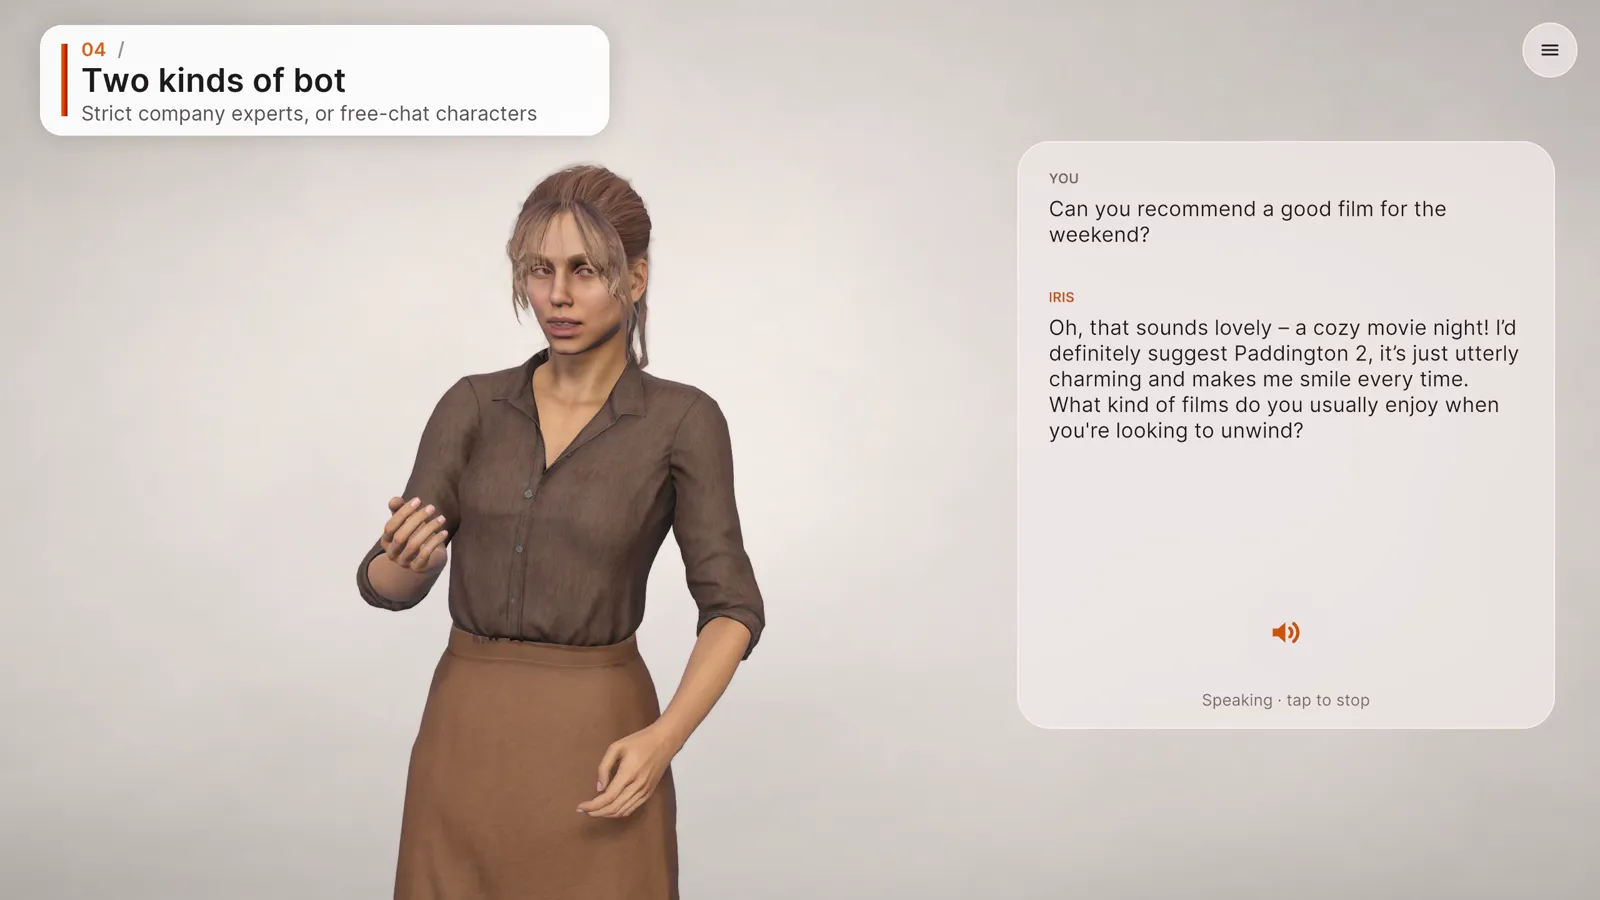 04 /
Two kinds of bot
Strict company experts, or free-chat characters
YOU
Can you recommend a good film for the
weekend?
IRIS
Oh, that sounds lovely – a cozy movie night! I’d
definitely suggest Paddington 2, it’s just utterly
charming and makes me smile every time.
What kind of films do you usually enjoy when
you're looking to unwind?
Speaking · tap to stop